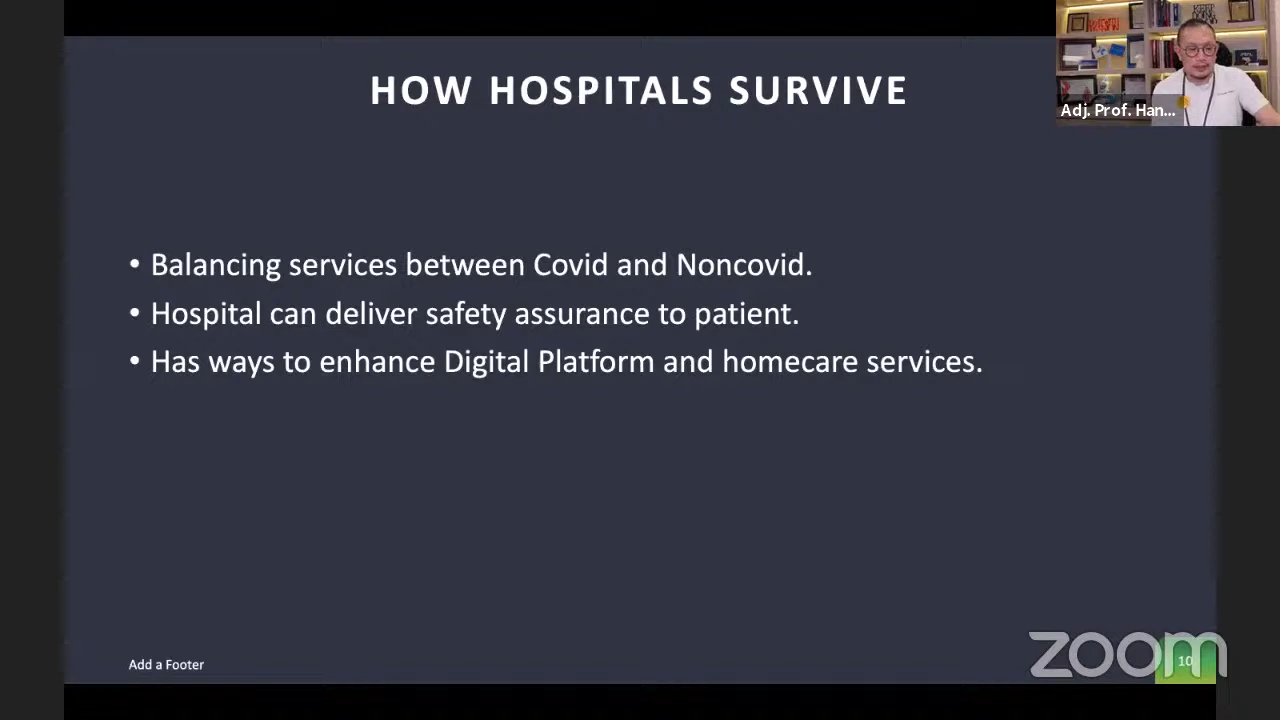 HOW HOSPITALS SURVIVE
Adj. Prof. Han...
• Balancing services between Covid and Noncovid.
• Hospital can deliver safety assurance to patient.
• Has ways to enhance Digital Platform and homecare services.
Add a Footer
zoom
10